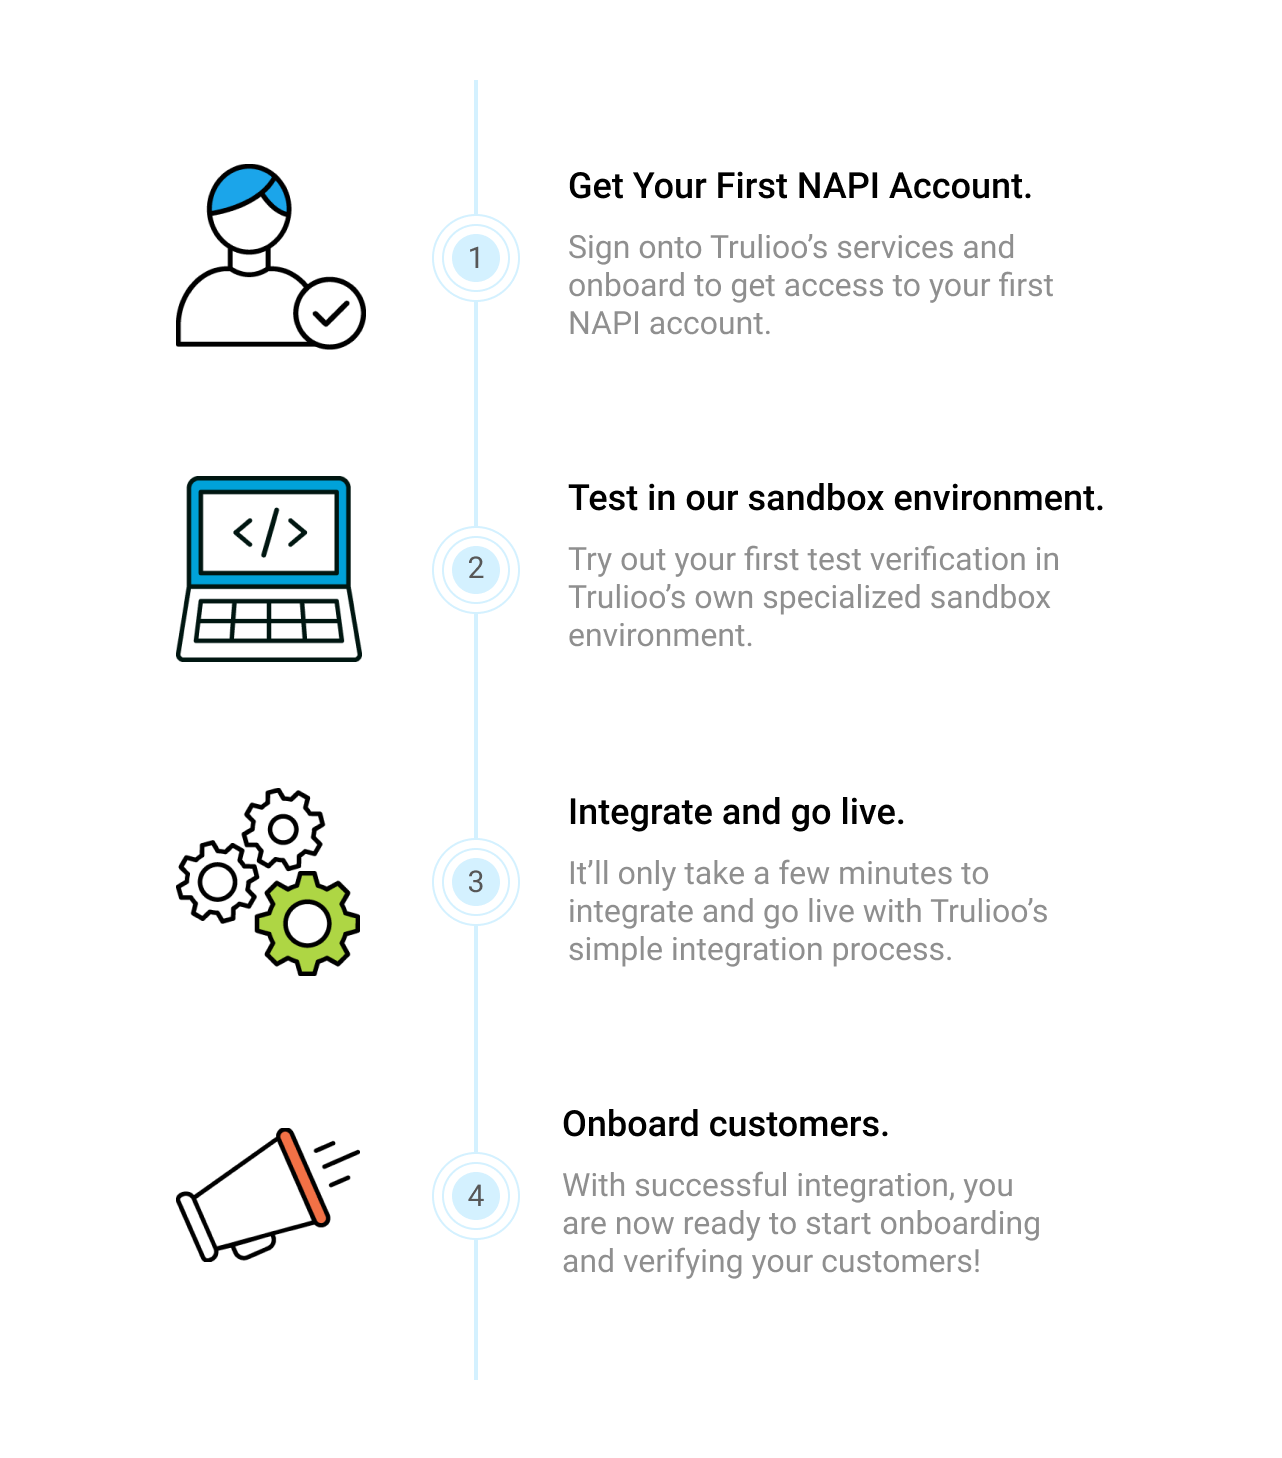 Get Your First NAPI Account.
1
Sign onto Trulioo’s services and
onboard to get access to your first
NAPI account.
</>
Test in our sandbox environment.
2
Try out your first test verification in
Trulioo’s own specialized sandbox
environment.
Integrate and go live.
3
It’ll only take a few minutes to
integrate and go live with Trulioo’s
simple integration process.
Onboard customers.
4
With successful integration, you
are now ready to start onboarding
and verifying your customers!